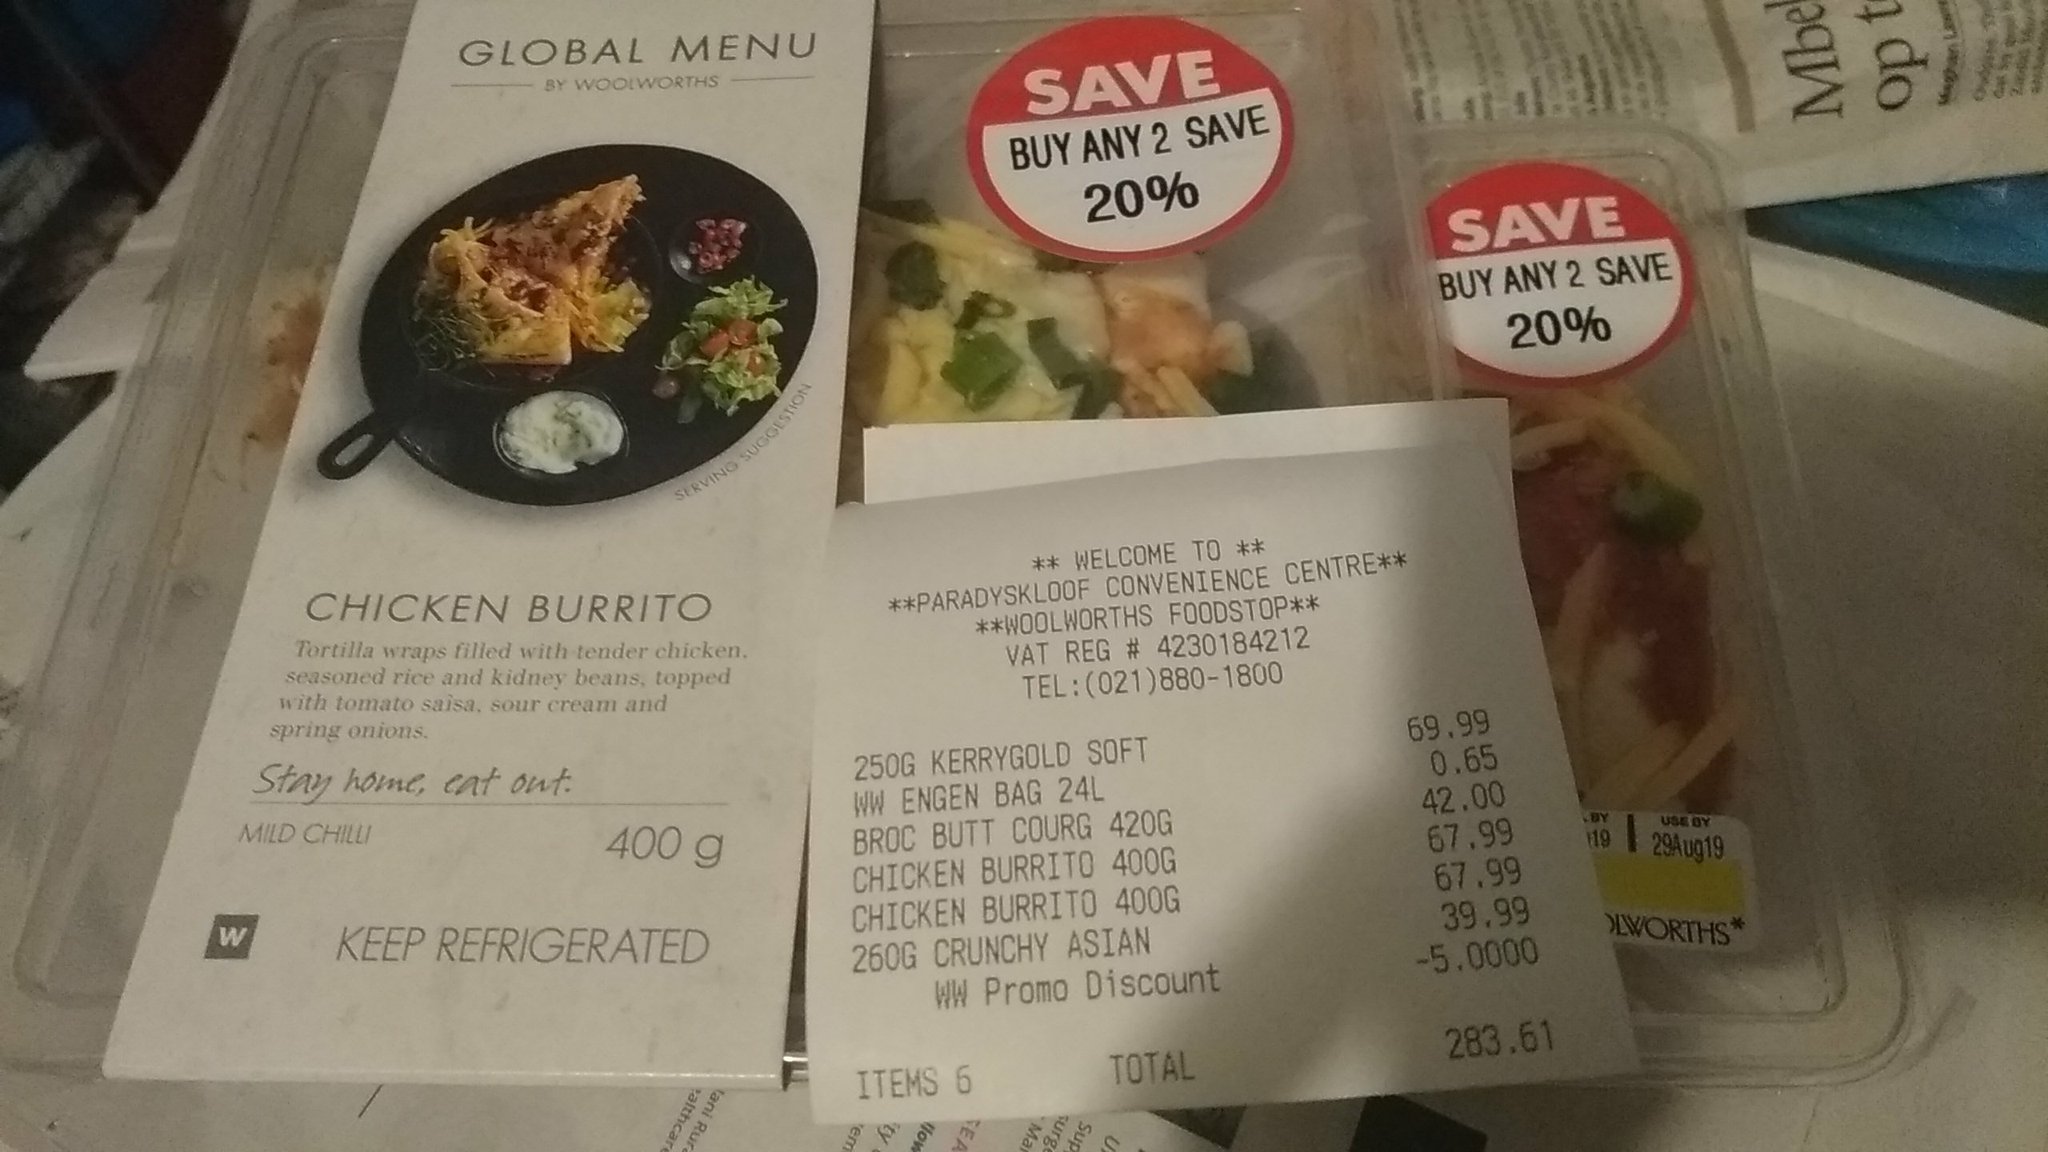 GLOBAL MENU
BY WOOLWORTHS
SERVING SUGGESTION
CHICKEN BURRITO
Tortilla wraps filled with tender chicken,
seasoned rice and kidney beans, topped
with tomato salsa, sour cream and
spring onions.
Stay home, eat out.
MILD CHILLI 400 g
W KEEP REFRIGERATED
SAVE
BUY ANY 2 SAVE
20%
SAVE
BUY ANY 2 SAVE
20%
Mbe
op t
** WELCOME TO **
**PARADYSKLOOF CONVENIENCE CENTRE**
**WOOLWORTHS FOODSTOP**
VAT REG # 4230184212
TEL:(021)880-1800
250G KERRYGOLD SOFT 69.99
WW ENGEN BAG 24L 0.65
BROC BUTT COURG 420G 42.00
CHICKEN BURRITO 400G 67.99
CHICKEN BURRITO 400G 67.99
260G CRUNCHY ASIAN 39.99
WW Promo Discount -5.0000
ITEMS 6 TOTAL 283.61
BY USE BY
19 29Aug19
OLWORTHS*